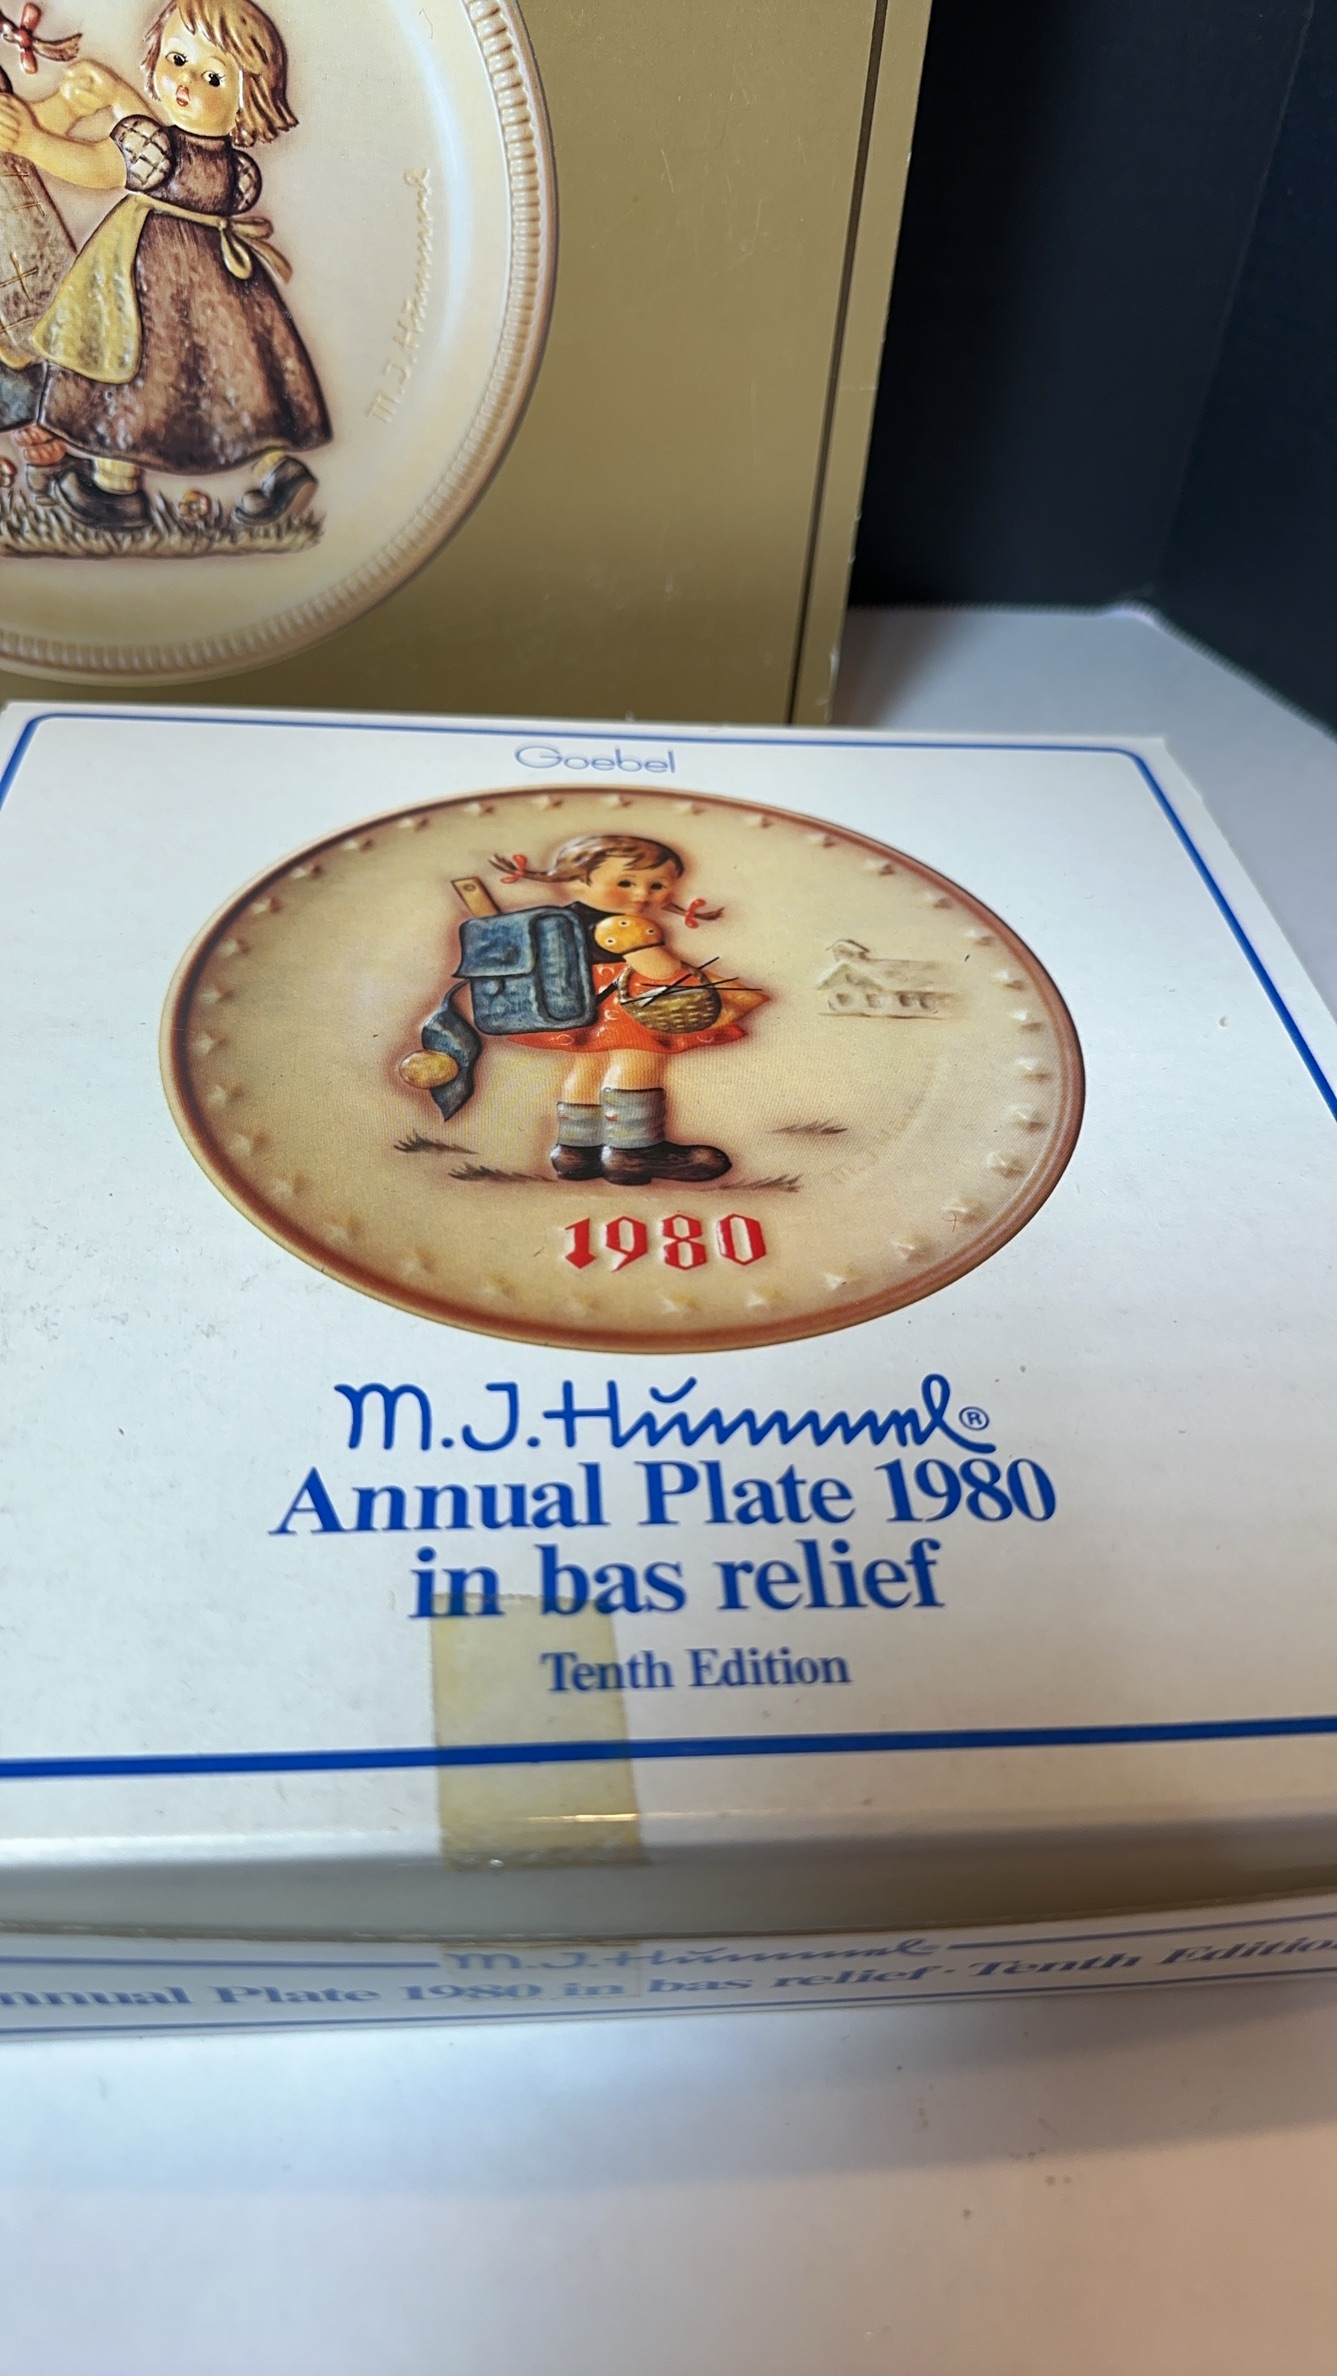 M.J.Hummel
Goebel
M.J.Hummel
1980
M.J.Hummel®
Annual Plate 1980
in bas relief
Tenth Edition
M.J.Hummel
nnual Plate 1980 in bas relief · Tenth Editio